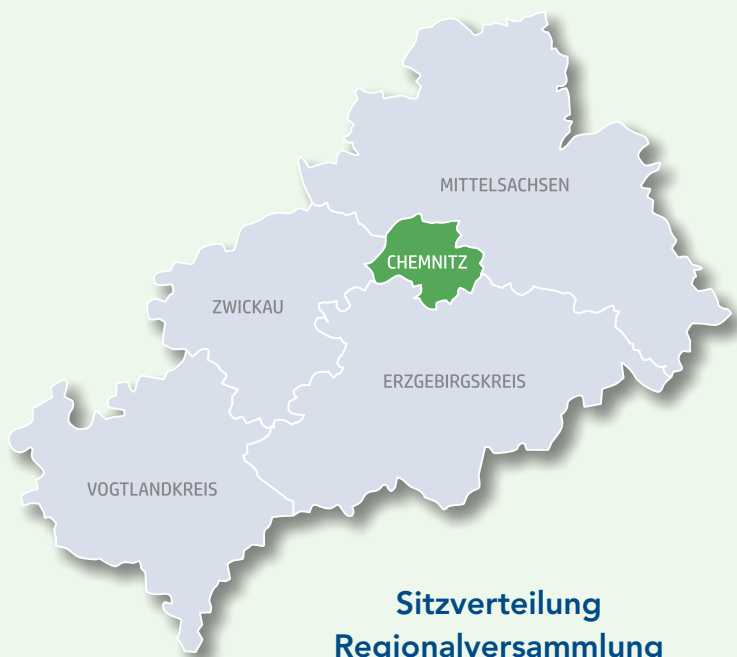 MITTELSACHSEN
CHEMNITZ
ZWICKAU
ERZGEBIRGSKREIS
VOGTLANDKREIS
Sitzverteilung
Regionalversammlung